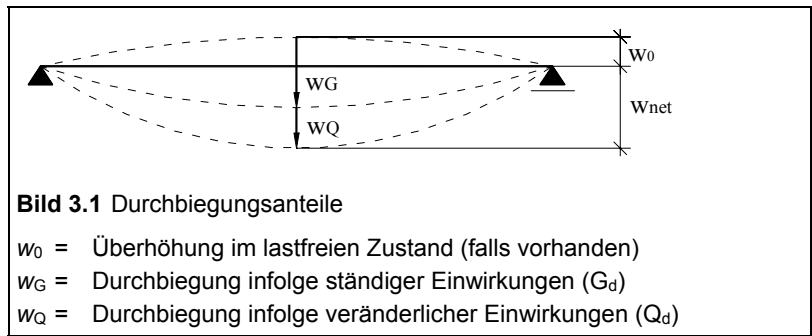 w0
wG
wnet
wQ
Bild 3.1 Durchbiegungsanteile
w0 = Überhöhung im lastfreien Zustand (falls vorhanden)
wG = Durchbiegung infolge ständiger Einwirkungen (Gd)
wQ = Durchbiegung infolge veränderlicher Einwirkungen (Qd)